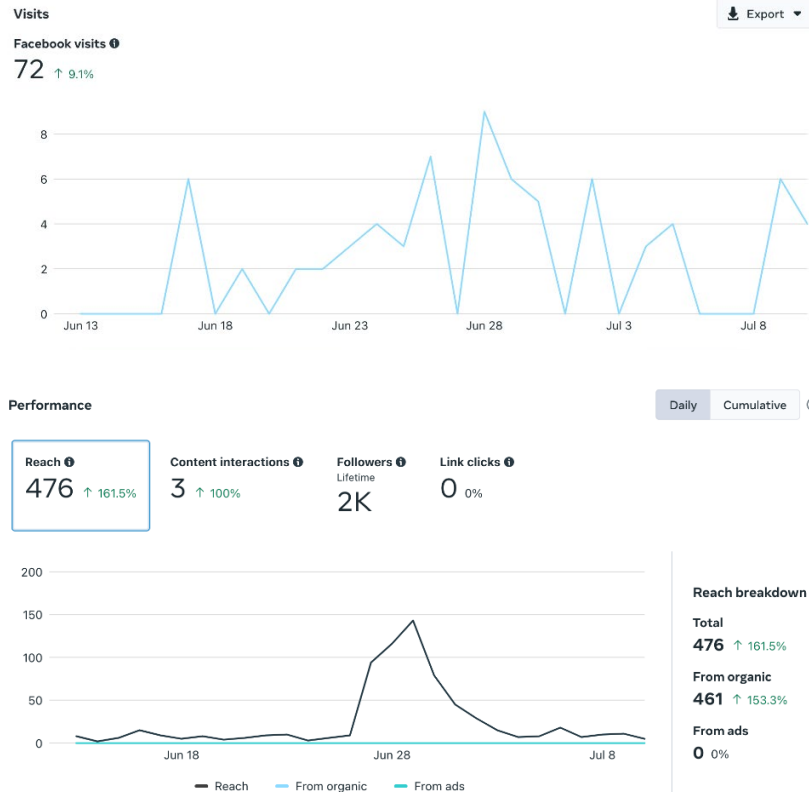 Visits
Export
Facebook visits
72 ↑ 9.1%
8
6
4
2
0
Jun 13 Jun 18 Jun 23 Jun 28 Jul 3 Jul 8
Performance
Daily Cumulative
Reach Content interactions Followers Link clicks
Lifetime
476 ↑ 161.5% 3 ↑ 100% 2K 0 0%
200
150
100
50
0
Jun 18 Jun 28 Jul 8
Reach From organic From ads
Reach breakdown
Total
476 ↑ 161.5%
From organic
461 ↑ 153.3%
From ads
0 0%